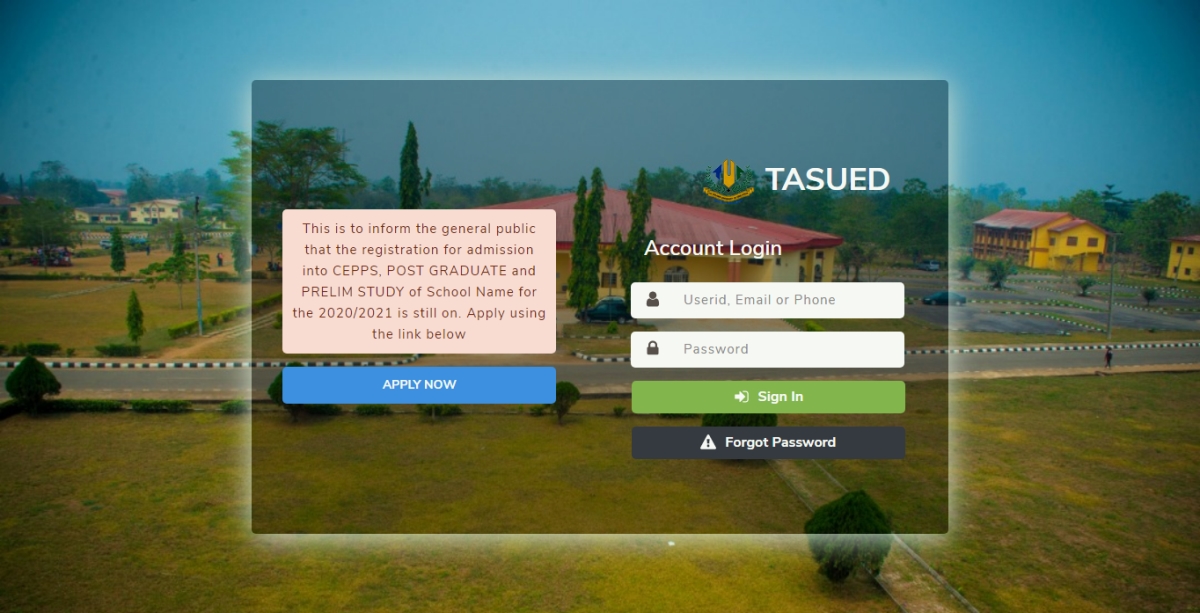 TASUED
This is to inform the general public
that the registration for admission
into CEPPS, POST GRADUATE and
PRELIM STUDY of School Name for
the 2020/2021 is still on. Apply using
the link below
APPLY NOW
Account Login
Userid, Email or Phone
Password
Sign In
Forgot Password